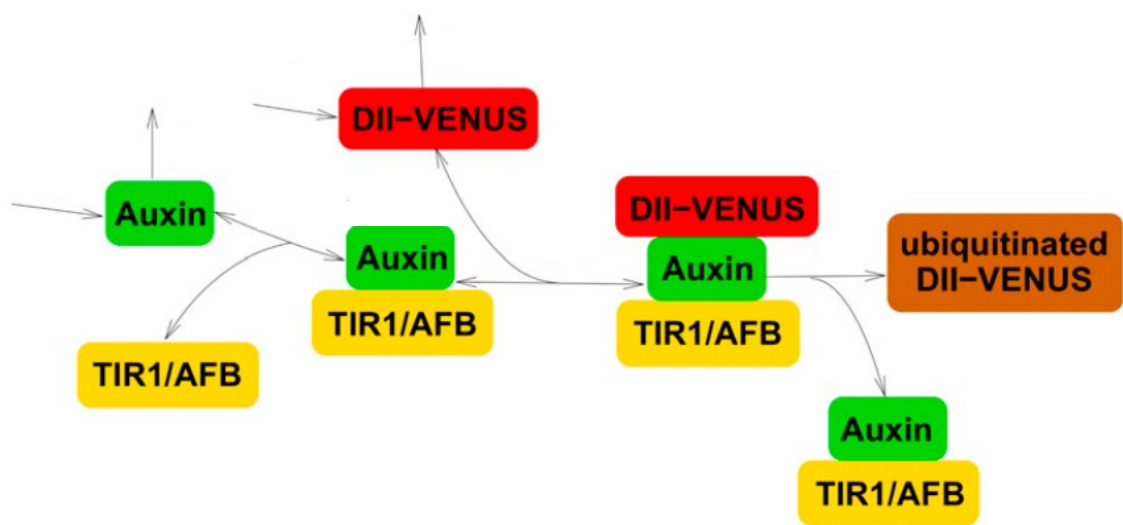 DII−VENUS
Auxin
DII−VENUS
Auxin
TIR1/AFB
Auxin
TIR1/AFB
ubiquitinated
DII−VENUS
TIR1/AFB
Auxin
TIR1/AFB